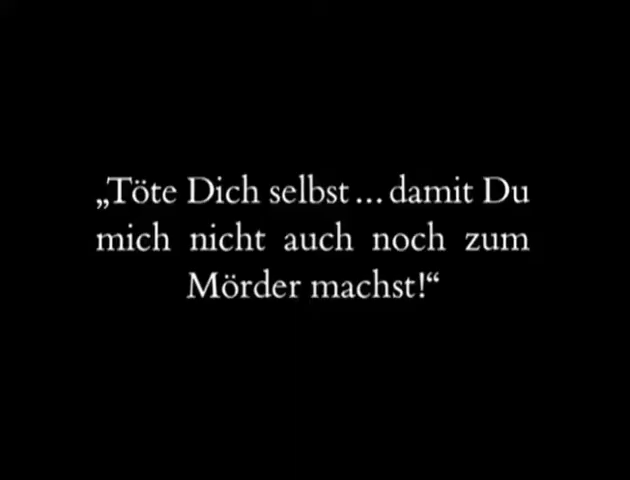 „Töte Dich selbst... damit Du
mich nicht auch noch zum
Mörder machst!“